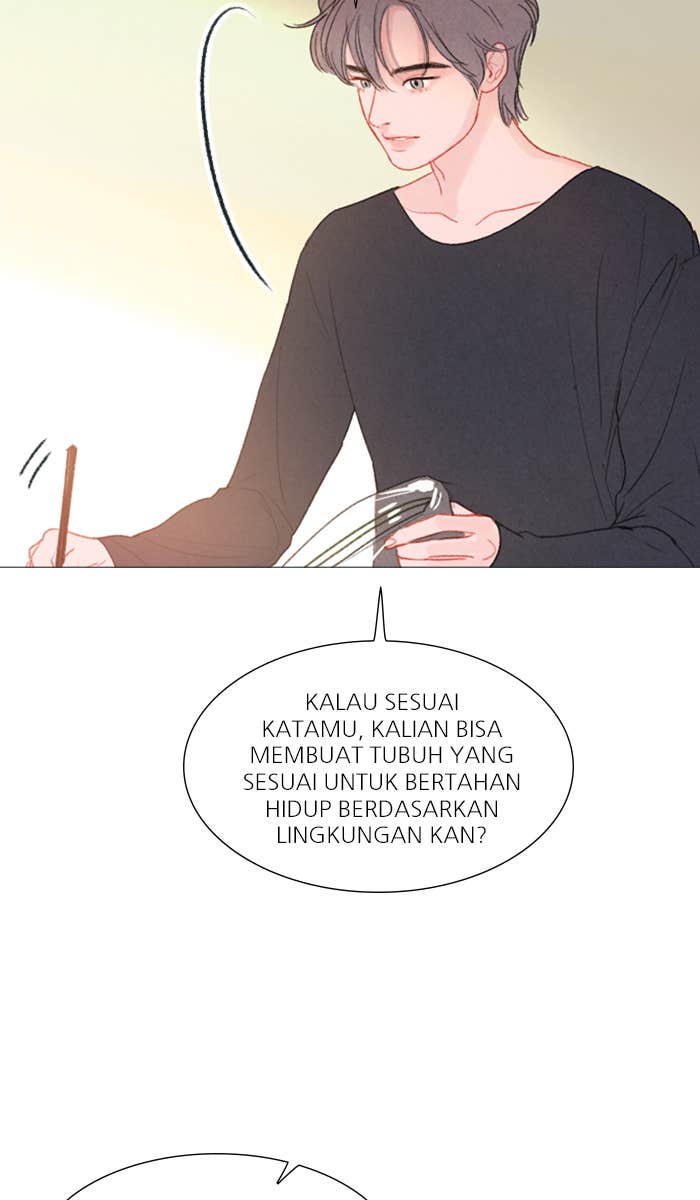 KALAU SESUAI
KATAMU, KALIAN BISA
MEMBUAT TUBUH YANG
SESUAI UNTUK BERTAHAN
HIDUP BERDASARKAN
LINGKUNGAN KAN?